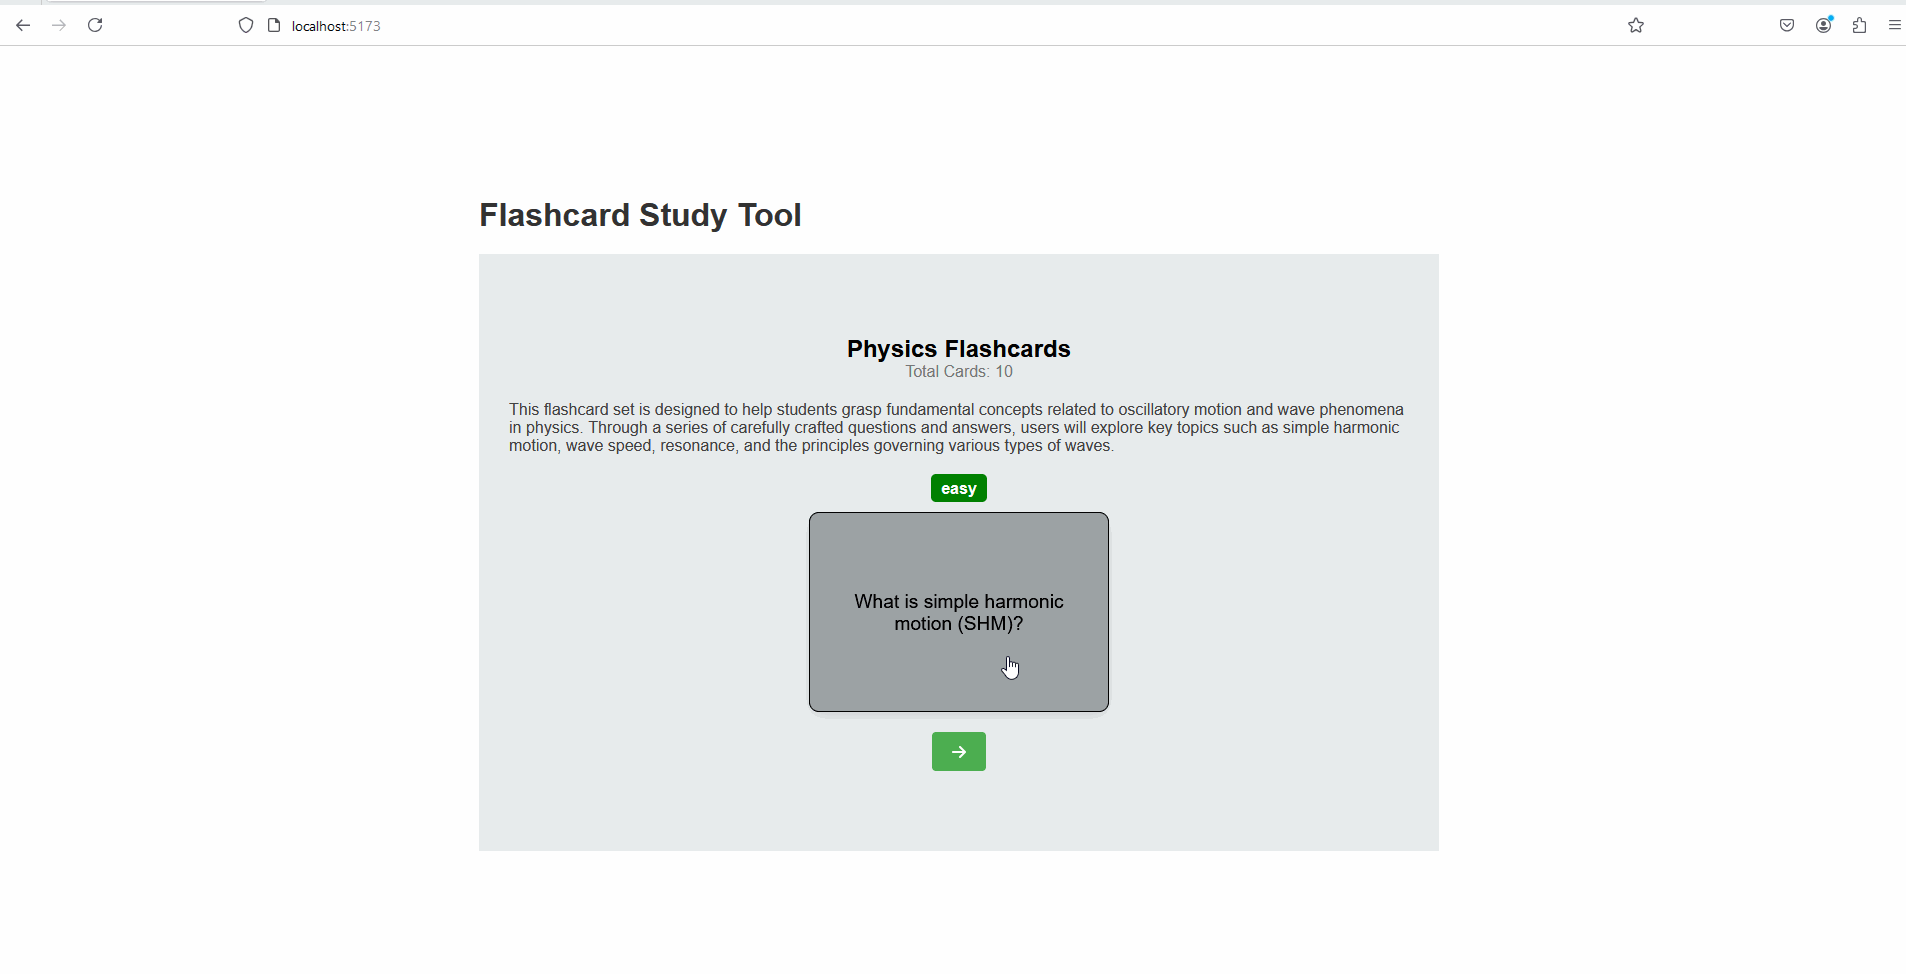 localhost:5173
Flashcard Study Tool
Physics Flashcards
Total Cards: 10
This flashcard set is designed to help students grasp fundamental concepts related to oscillatory motion and wave phenomena
in physics. Through a series of carefully crafted questions and answers, users will explore key topics such as simple harmonic
motion, wave speed, resonance, and the principles governing various types of waves.
easy
What is simple harmonic
motion (SHM)?